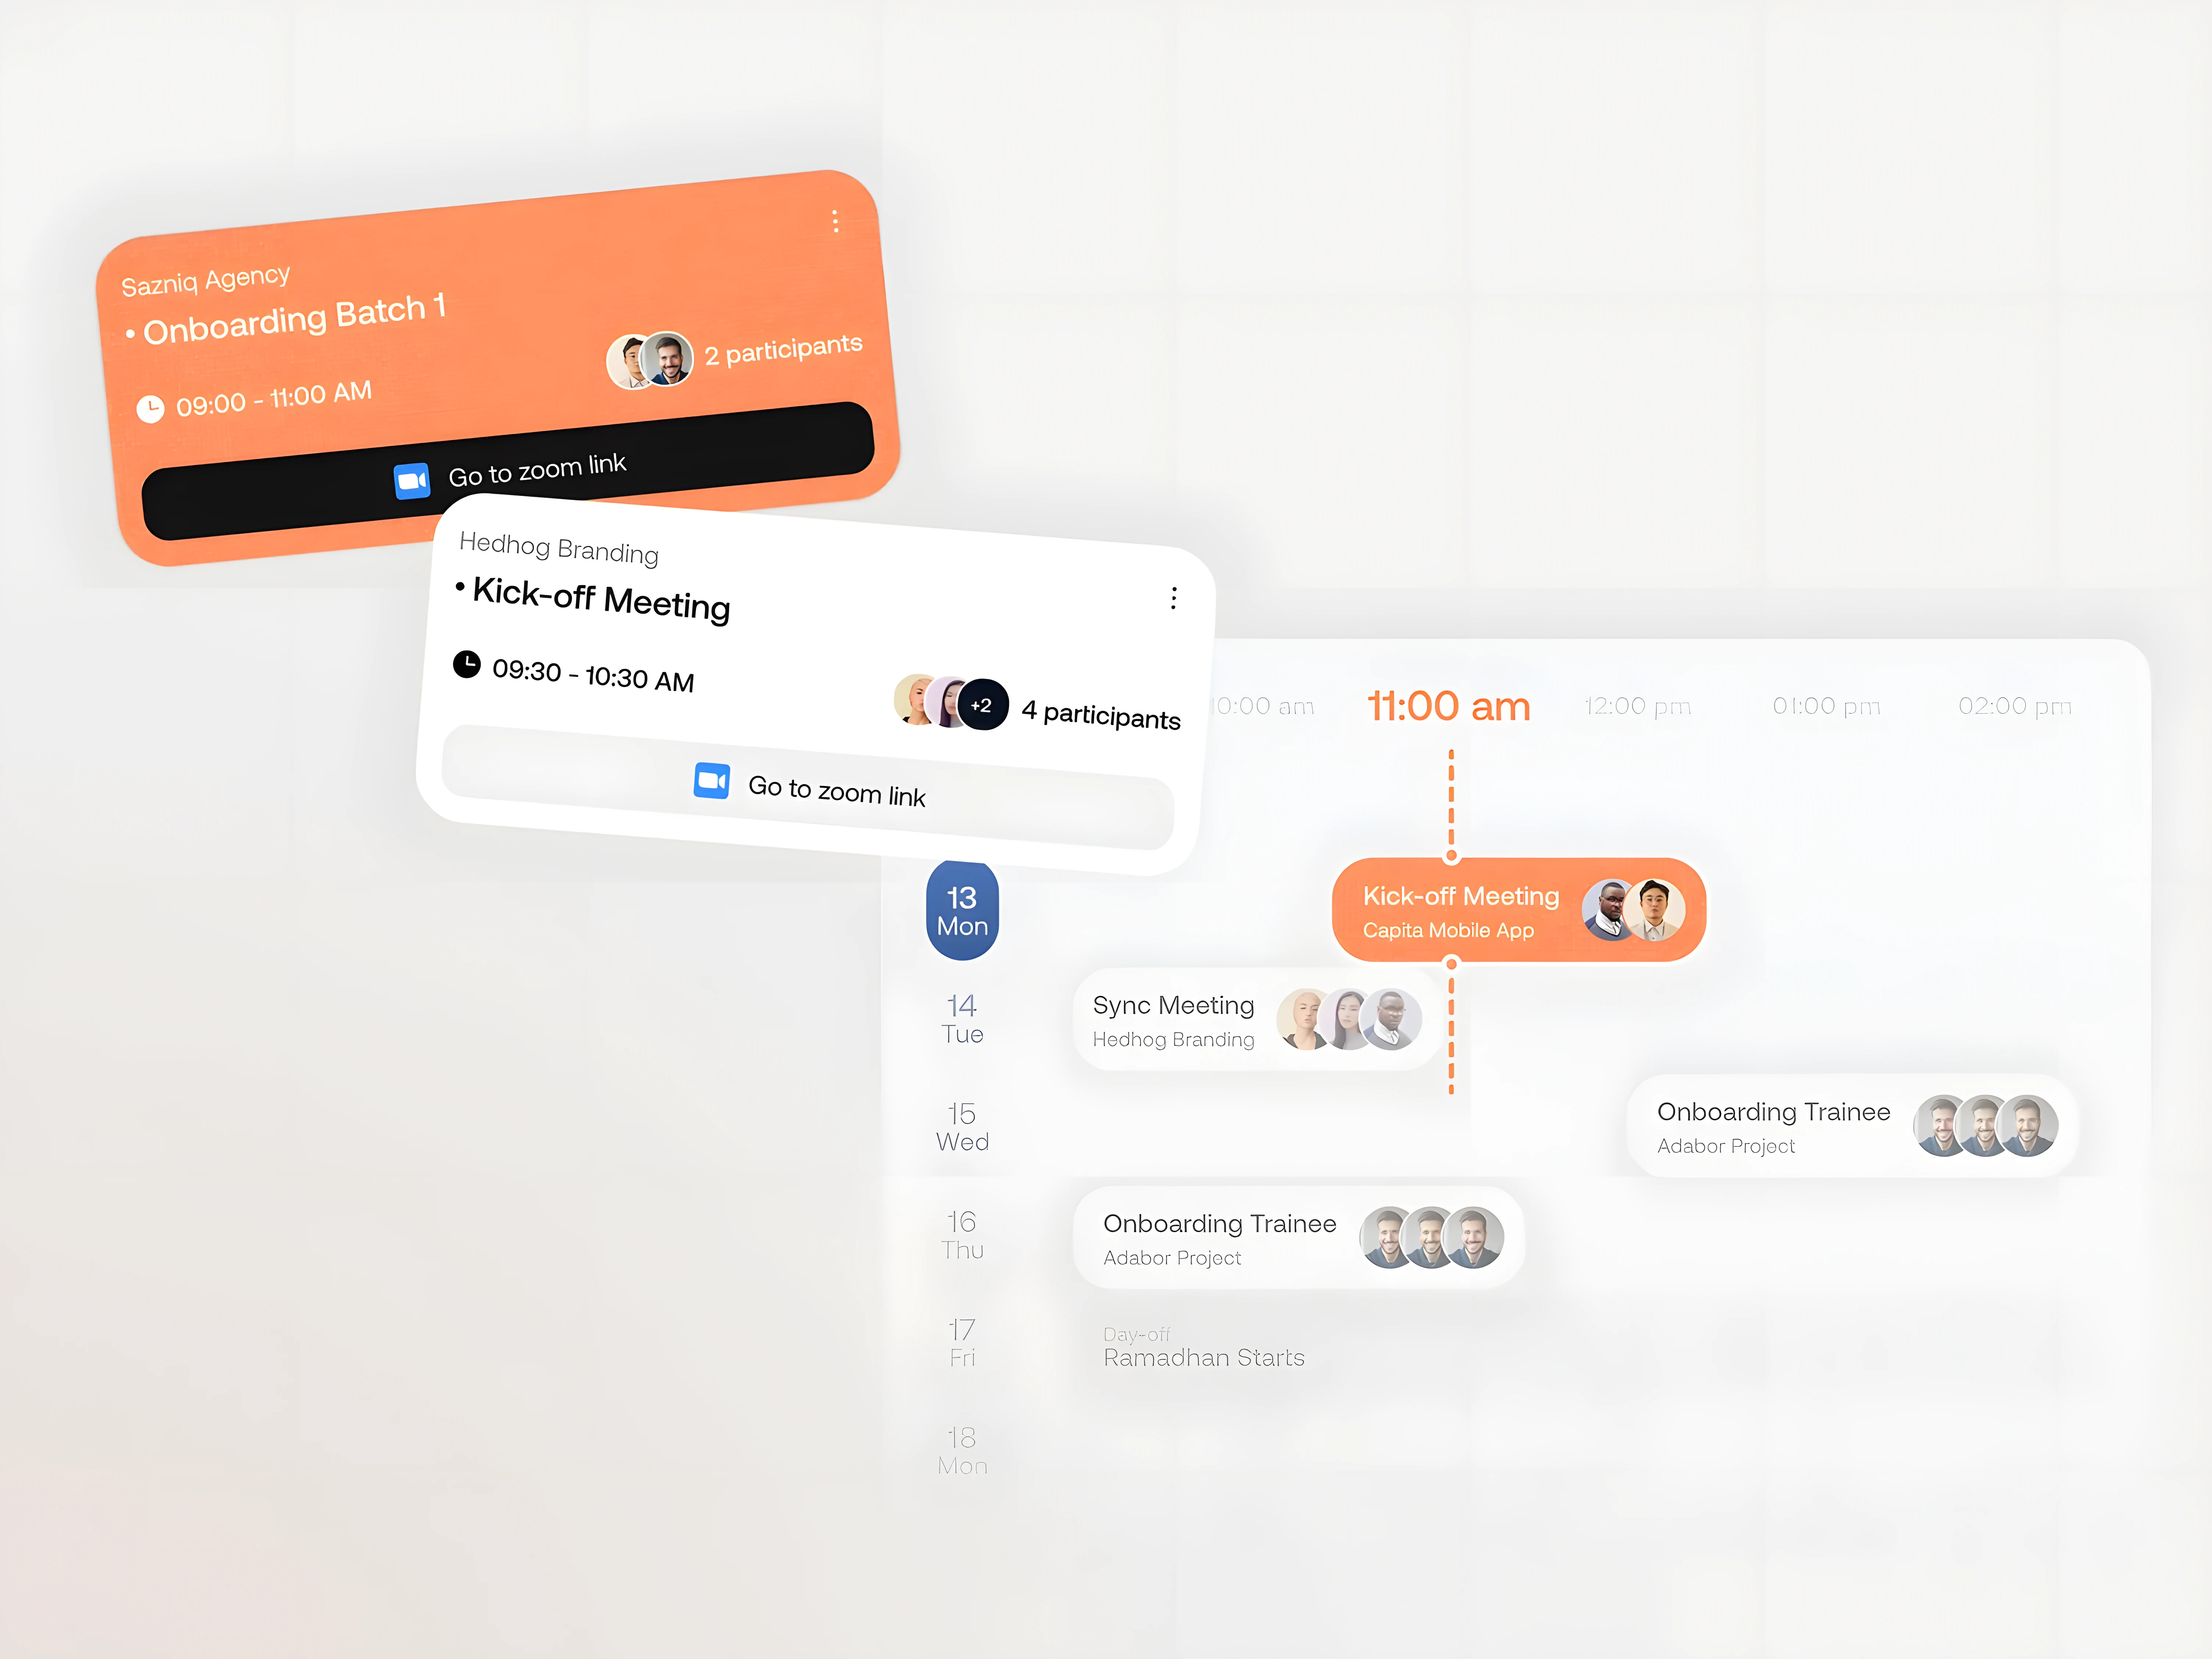 Sazniq Agency
• Onboarding Batch 1
09:00 - 11:00 AM
2 participants
Go to zoom link
Hedhog Branding
• Kick-off Meeting
09:30 - 10:30 AM
+2
4 participants
Go to zoom link
10:00 am
11:00 am
12:00 pm
01:00 pm
02:00 pm
13
Mon
Kick-off Meeting
Capita Mobile App
14
Tue
Sync Meeting
Hedhog Branding
15
Wed
Onboarding Trainee
Adabor Project
16
Thu
Onboarding Trainee
Adabor Project
17
Fri
Day-off
Ramadhan Starts
18
Mon